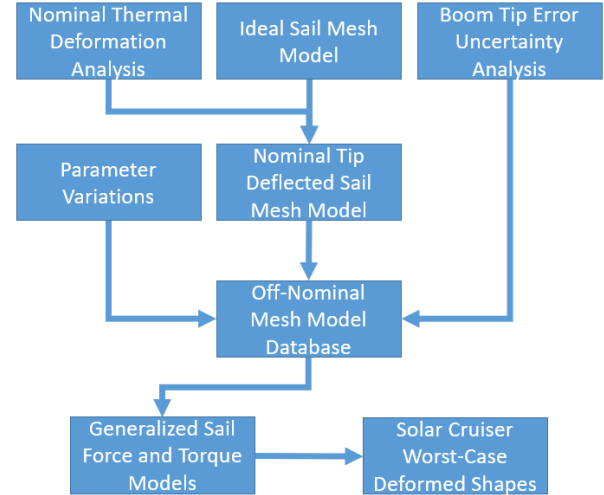 Nominal Thermal
Deformation
Analysis
Ideal Sail Mesh
Model
Boom Tip Error
Uncertainty
Analysis
Parameter
Variations
Nominal Tip
Deflected Sail
Mesh Model
Off-Nominal
Mesh Model
Database
Generalized Sail
Force and Torque
Models
Solar Cruiser
Worst-Case
Deformed Shapes